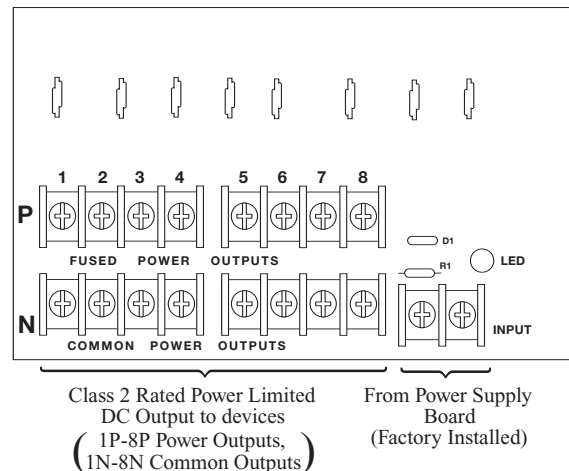 1 2 3 4 5 6 7 8
P
FUSED POWER OUTPUTS
D1
R1
LED
N
INPUT
COMMON POWER OUTPUTS
Class 2 Rated Power Limited
DC Output to devices
(1P-8P Power Outputs,
1N-8N Common Outputs)
From Power Supply
Board
(Factory Installed)